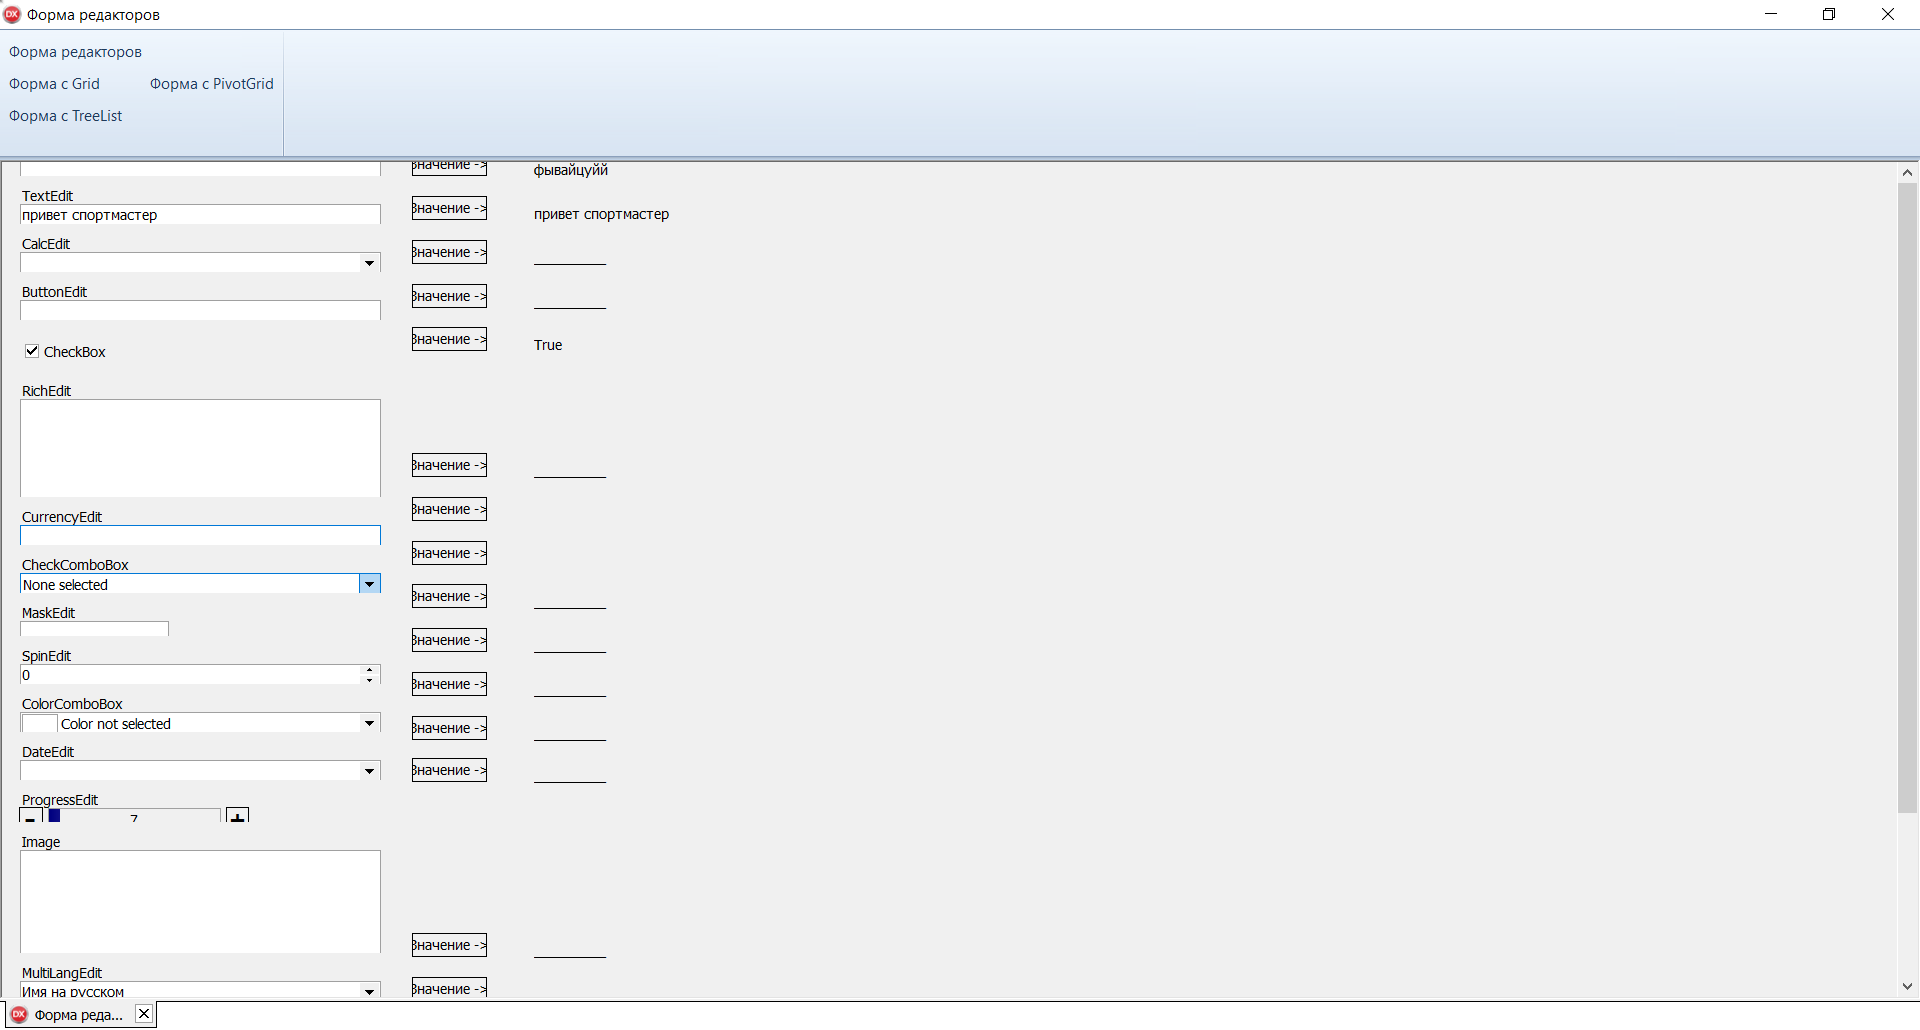 Форма редакторов
Форма редакторов
Форма с Grid
Форма с PivotGrid
Форма с TreeList
Значение ->
фывайцуйй
TextEdit
привет спортмастер
Значение ->
привет спортмастер
CalcEdit
Значение ->
ButtonEdit
Значение ->
CheckBox
Значение ->
True
RichEdit
Значение ->
CurrencyEdit
Значение ->
CheckComboBox
None selected
Значение ->
MaskEdit
Значение ->
SpinEdit
0
Значение ->
ColorComboBox
Color not selected
Значение ->
DateEdit
Значение ->
ProgressEdit
- 7 +
Значение ->
Image
Значение ->
MultiLangEdit
Имя на русском
Значение ->
DX Форма реда...